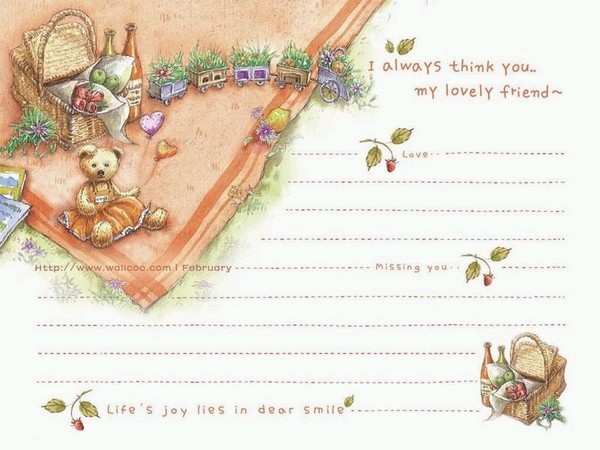 I always think you..
my lovely friend~
Love
Http://www.wallcoo.com | February
Missing you
Life's joy lies in dear smile